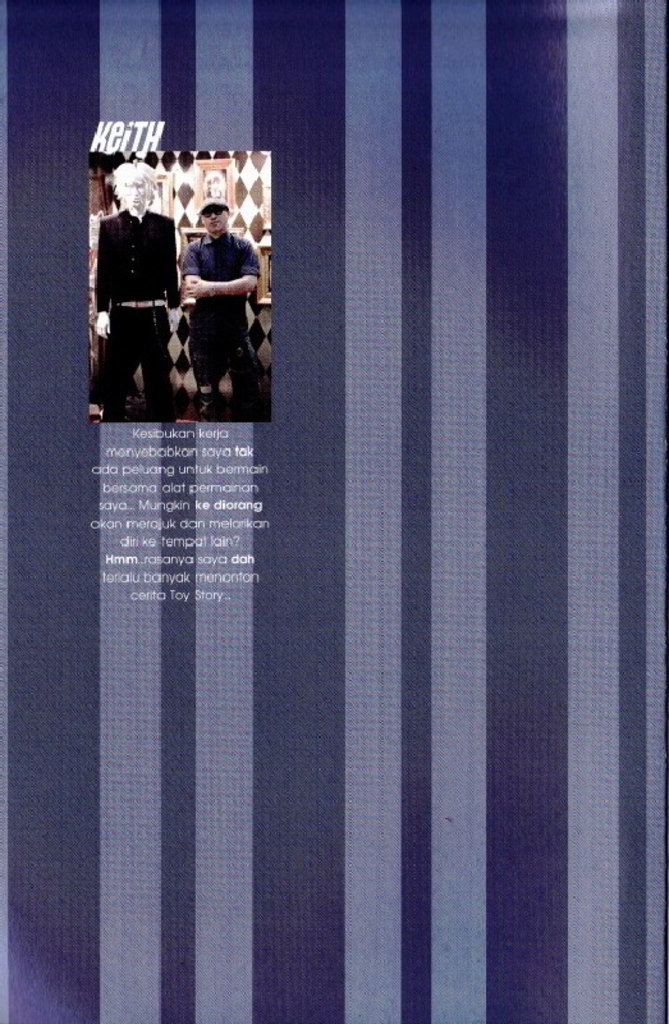 KeiTH
Kesibukan kerja
menyebabkan saya tak
ada peluang untuk bermain
bersama alat permainan
saya... Mungkin ke diorang
akan merajuk dan melarikan
diri ke tempat lain?
Hmm..rasanya saya dah
terlalu banyak menonton
cerita Toy Story...